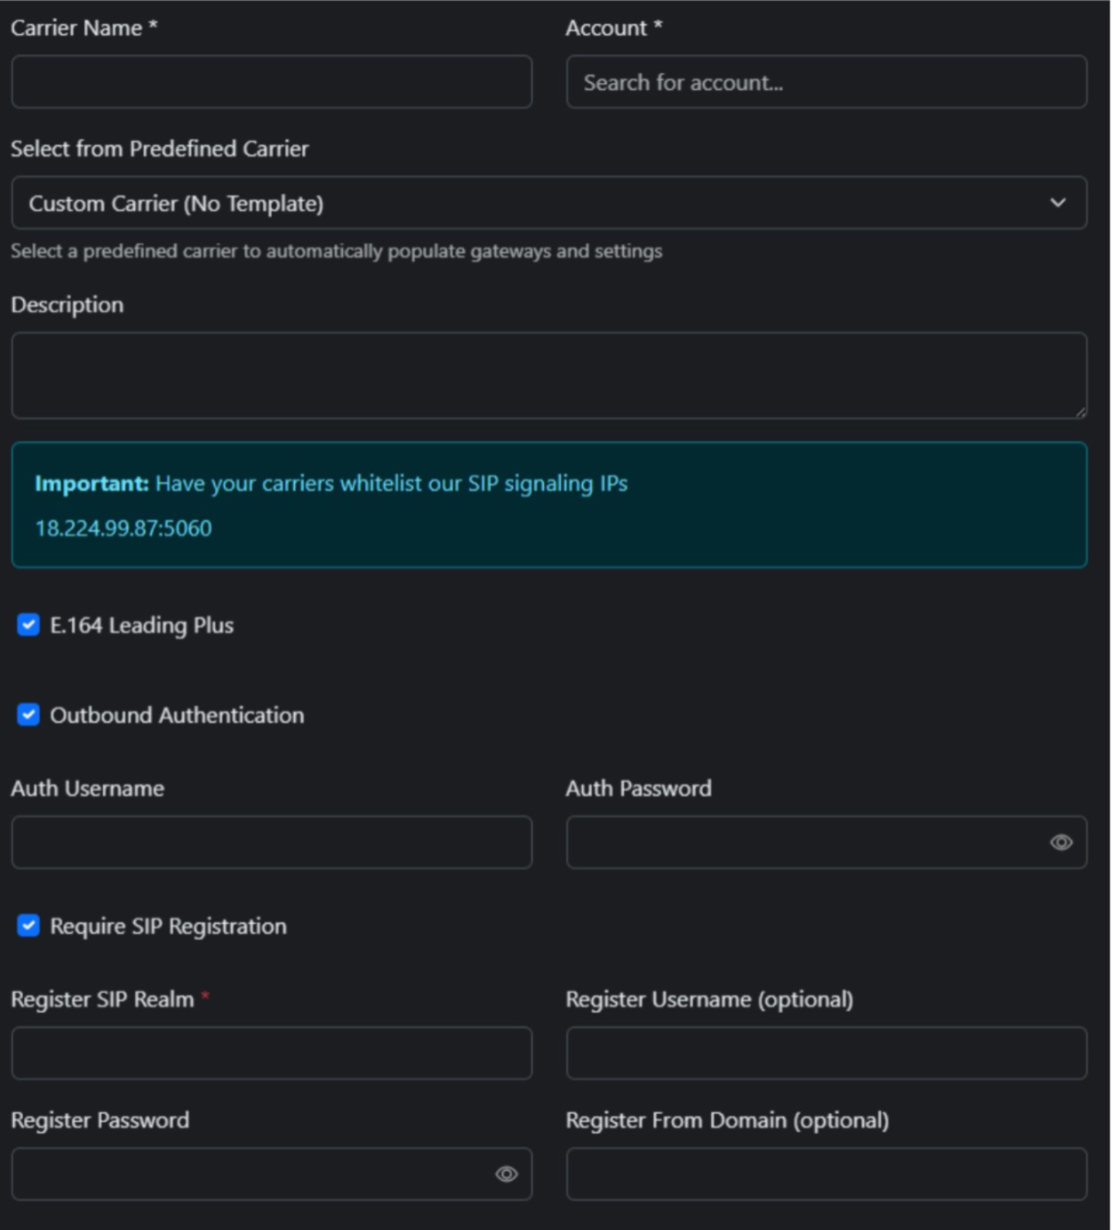 Carrier Name *
Account *
Search for account...
Select from Predefined Carrier
Custom Carrier (No Template)
Select a predefined carrier to automatically populate gateways and settings
Description
Important: Have your carriers whitelist our SIP signaling IPs
18.224.99.87:5060
E.164 Leading Plus
Outbound Authentication
Auth Username
Auth Password
Require SIP Registration
Register SIP Realm *
Register Username (optional)
Register Password
Register From Domain (optional)